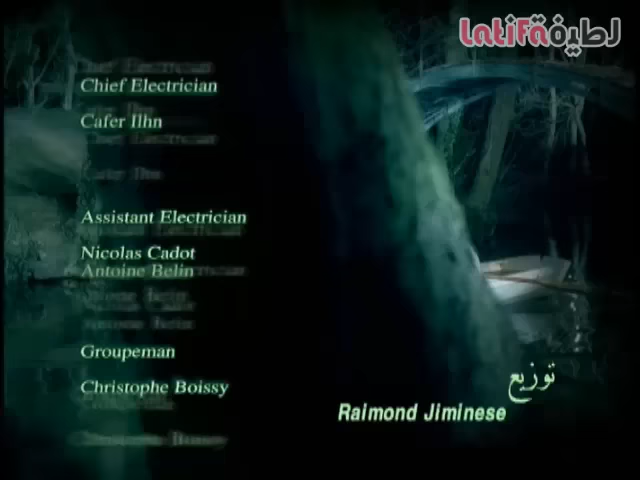 LatiFa لطيفة
Chief Electrician
Cafer Ilhn
Assistant Electrician
Nicolas Cadot
Antoine Belin
Groupeman
Christophe Boissy
توزيع
Raimond Jiminese